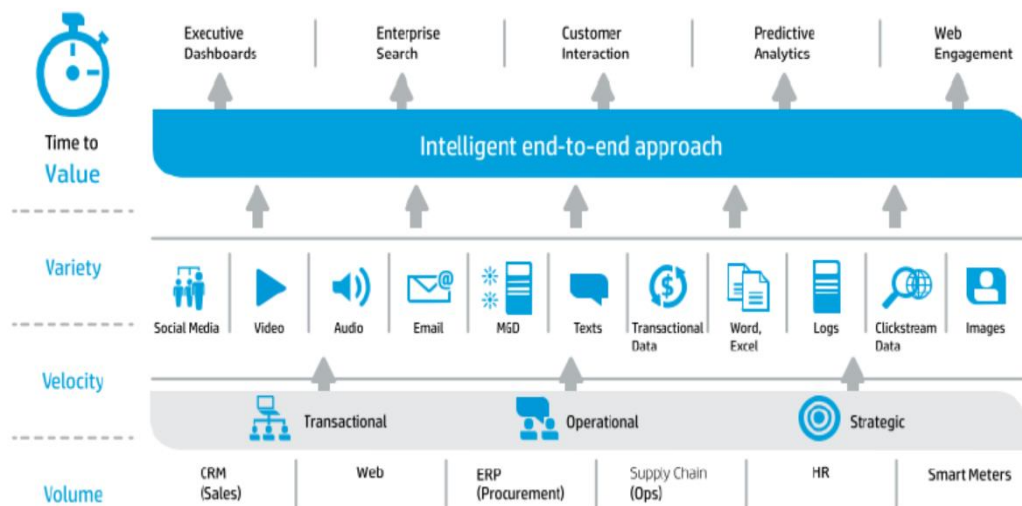 Executive
Dashboards
Enterprise
Search
Customer
Interaction
Predictive
Analytics
Web
Engagement
Time to
Value
Intelligent end-to-end approach
Variety
Social Media
Video
Audio
Email
M&D
Texts
Transactional
Data
Word,
Excel
Logs
Clickstream
Data
Images
Velocity
Transactional
Operational
Strategic
Volume
CRM
(Sales)
Web
ERP
(Procurement)
Supply Chain
(Ops)
HR
Smart Meters